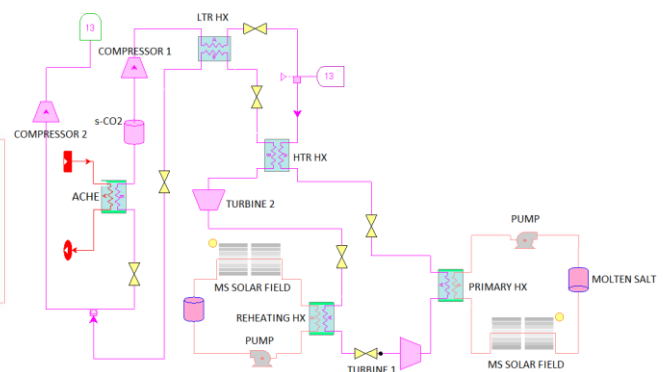 LTR HX
13
COMPRESSOR 1
13
s-CO2
COMPRESSOR 2
HTR HX
ACHE
TURBINE 2
PUMP
MS SOLAR FIELD
PRIMARY HX
MOLTEN SALT
REHEATING HX
PUMP
TURBINE 1
MS SOLAR FIELD